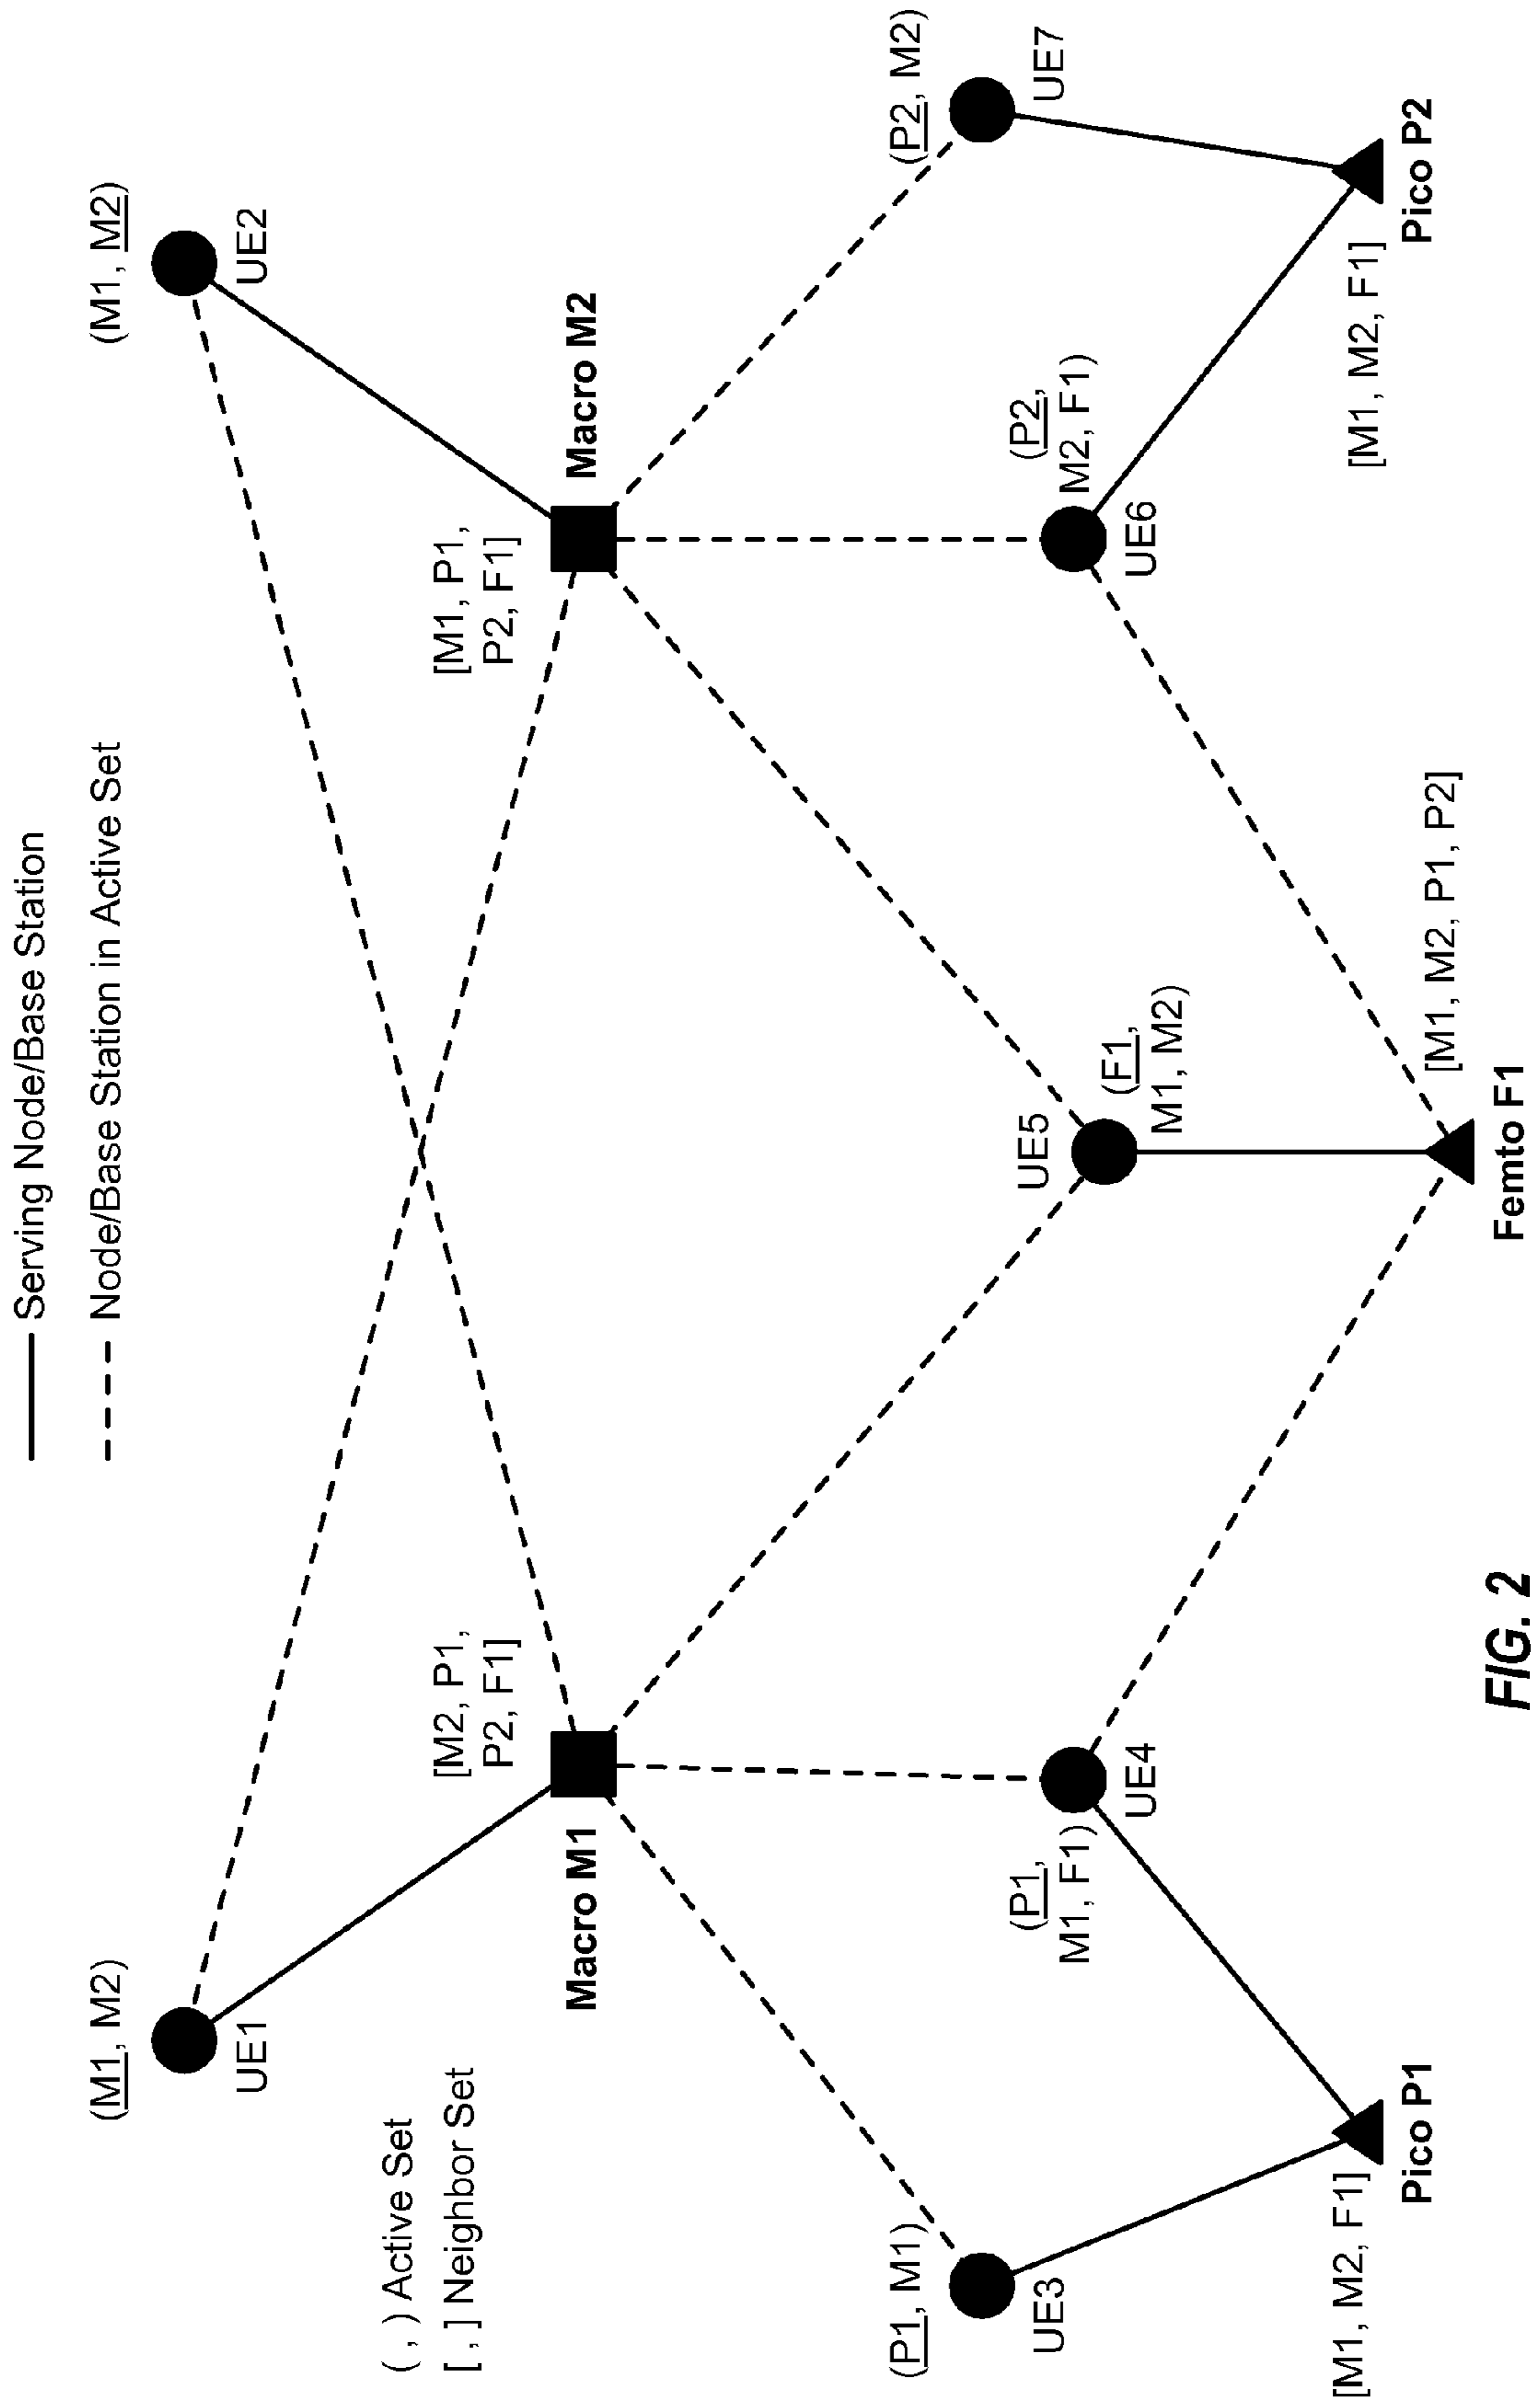 Serving Node/Base Station
Node/Base Station in Active Set
( , ) Active Set
[ , ] Neighbor Set
(M1, M2)
UE1
(M1, M2)
UE2
[M2, P1,
P2, F1]
Macro M1
[M1, P1,
P2, F1]
Macro M2
(P1, M1)
UE3
(P1,
M1, F1)
UE4
UE5
(F1,
M1, M2)
(P2,
M2, F1)
UE6
(P2, M2)
UE7
[M1, M2, F1]
Pico P1
[M1, M2, P1, P2]
Femto F1
[M1, M2, F1]
Pico P2
FIG. 2